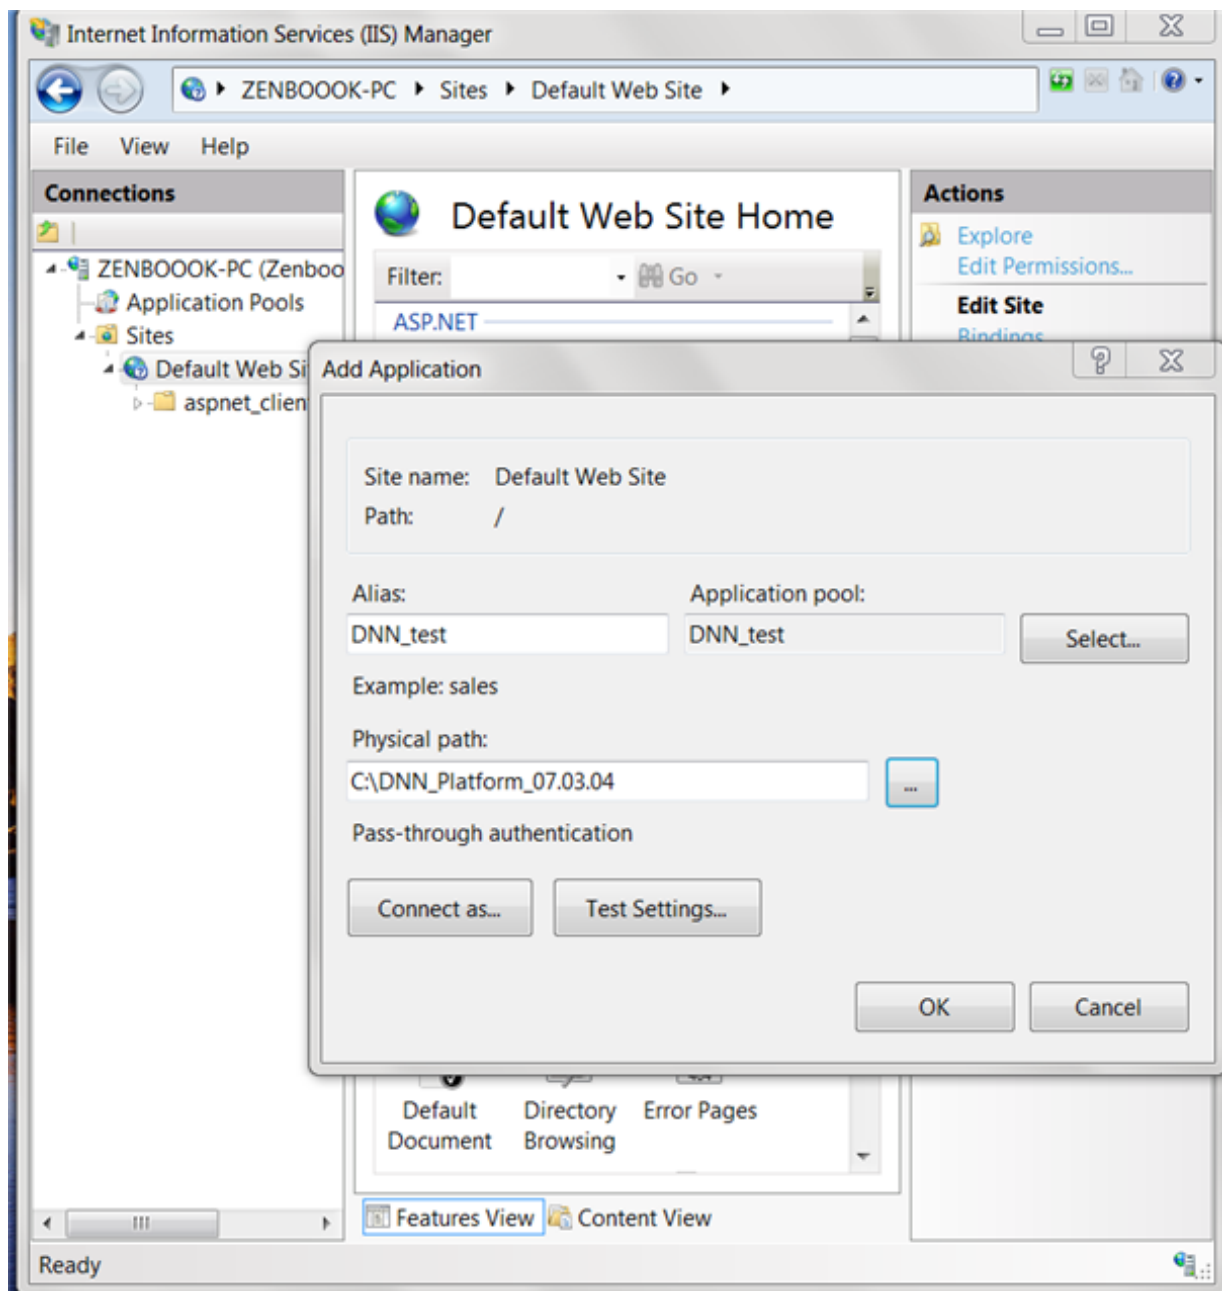 Internet Information Services (IIS) Manager
ZENBOOOK-PC Sites Default Web Site
File View Help
Connections
ZENBOOOK-PC (Zenboo
Application Pools
Sites
Default Web Si
aspnet_clien
Default Web Site Home
Filter: Go
ASP.NET
Actions
Explore
Edit Permissions...
Edit Site
Bindings
Add Application
Site name: Default Web Site
Path: /
Alias: Application pool:
DNN_test DNN_test Select...
Example: sales
Physical path:
C:\DNN_Platform_07.03.04 ...
Pass-through authentication
Connect as... Test Settings...
OK Cancel
Default Directory Error Pages
Document Browsing
Features View Content View
Ready